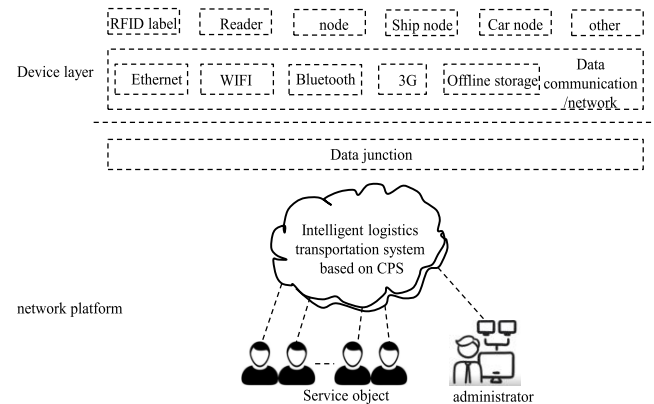 RFID label
Reader
node
Ship node
Car node
other
Device layer
Ethernet
WIFI
Bluetooth
3G
Offline storage
Data
communication
/network
Data junction
Intelligent logistics
transportation system
based on CPS
network platform
Service object
administrator